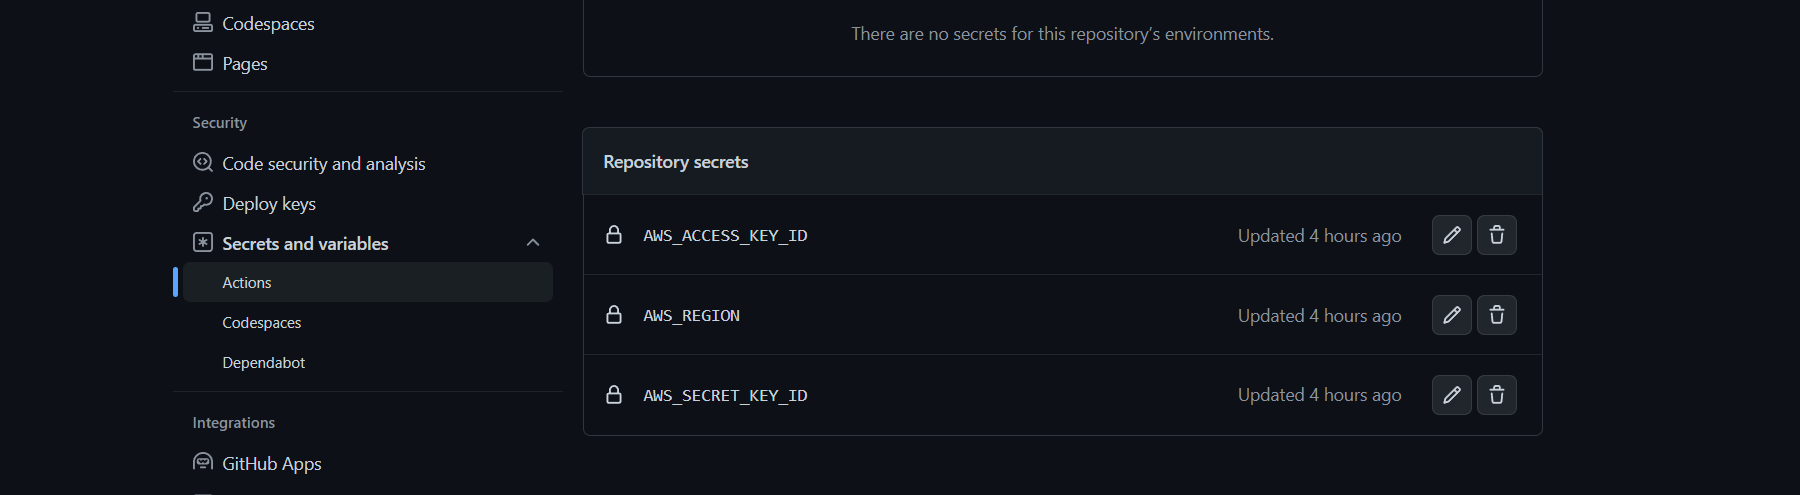 Codespaces
Pages
Security
Code security and analysis
Deploy keys
Secrets and variables
Actions
Codespaces
Dependabot
Integrations
GitHub Apps
There are no secrets for this repository’s environments.
Repository secrets
AWS_ACCESS_KEY_ID Updated 4 hours ago
AWS_REGION Updated 4 hours ago
AWS_SECRET_KEY_ID Updated 4 hours ago